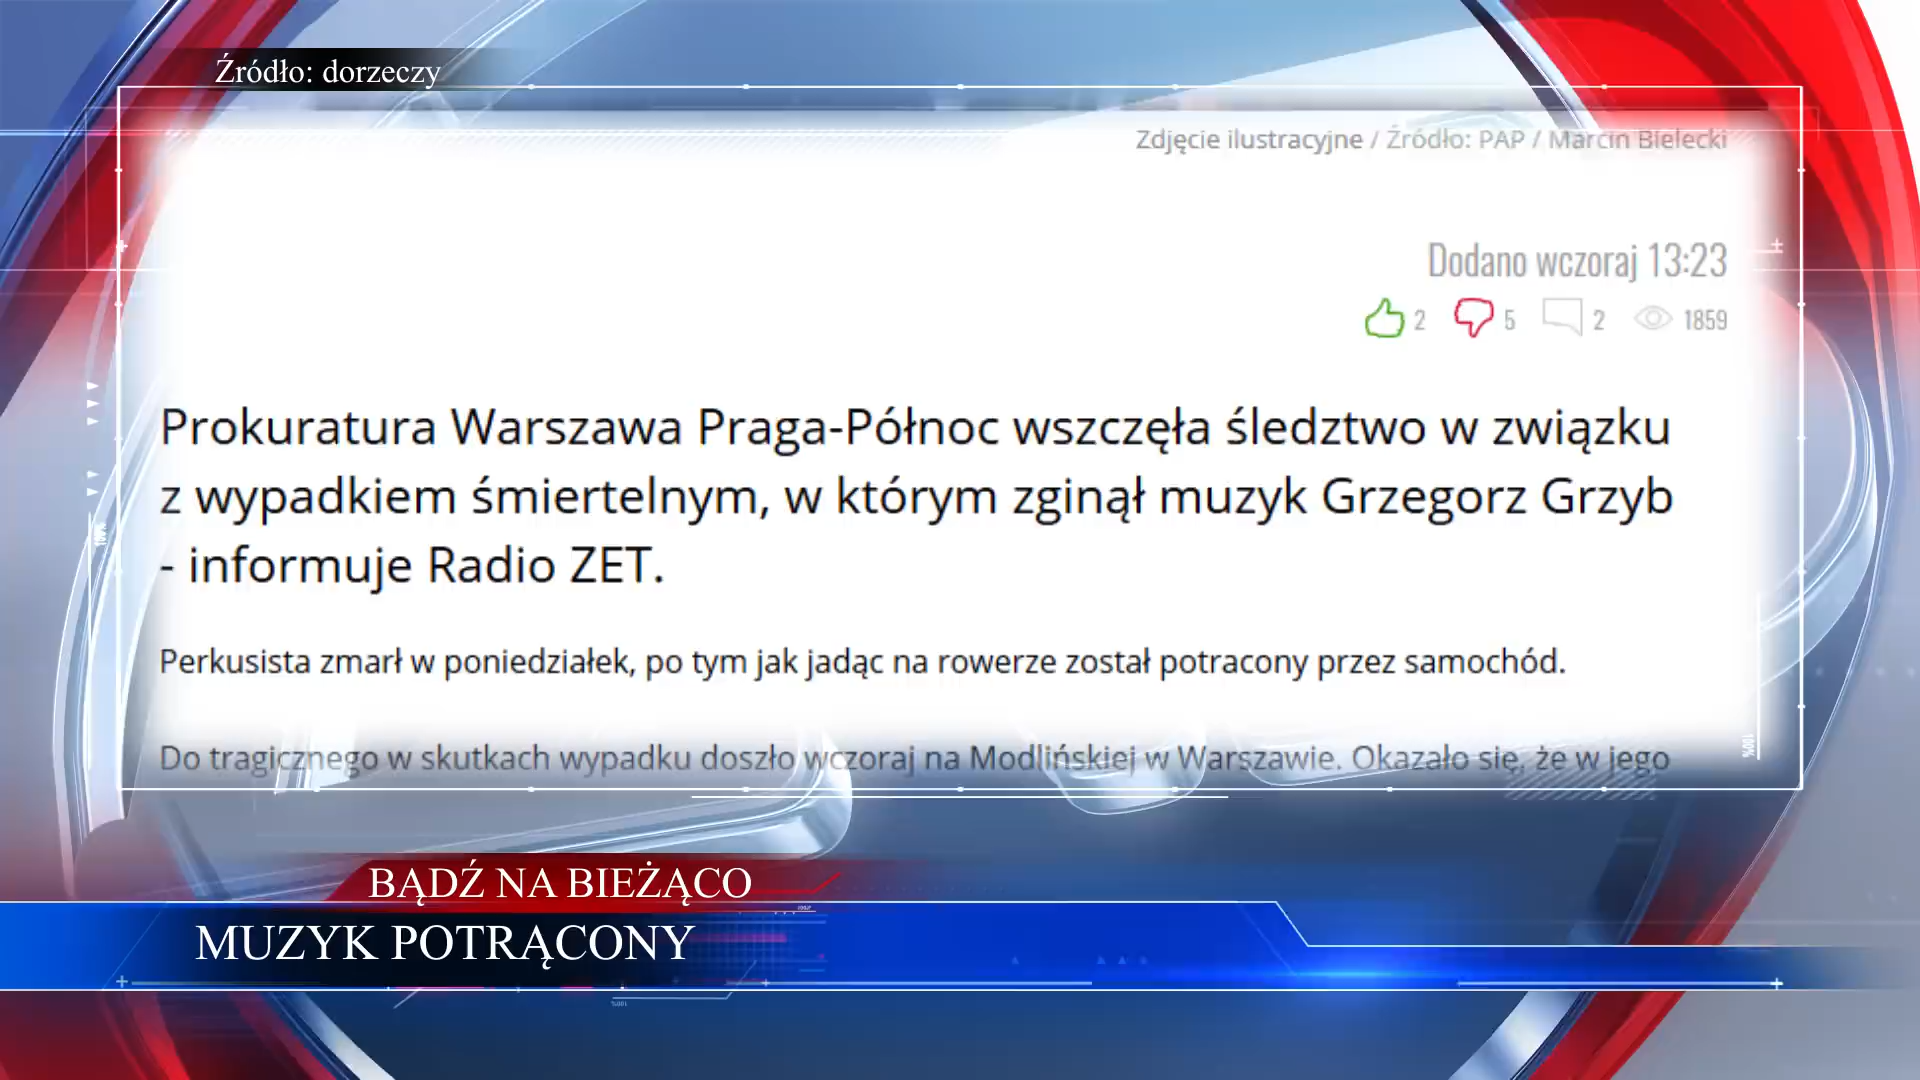 Źródło: dorzeczy
Zdjęcie ilustracyjne / Źródło: PAP / Marcin Bielecki
Dodano wczoraj 13:23
2 5 2 1859
Prokuratura Warszawa Praga-Północ wszczęła śledztwo w związku
z wypadkiem śmiertelnym, w którym zginął muzyk Grzegorz Grzyb
- informuje Radio ZET.
Perkusista zmarł w poniedziałek, po tym jak jadąc na rowerze został potracony przez samochód.
Do tragicznego w skutkach wypadku doszło wczoraj na Modlińskiej w Warszawie. Okazało się, że w jego
100%
100%
BĄDŹ NA BIEŻĄCO
MUZYK POTRĄCONY